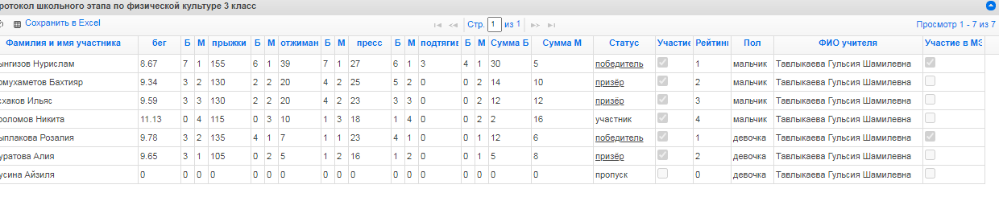 ротокол школьного этапа по физической культуре 3 класс
Сохранить в Excel Стр. 1 из 1 Просмотр 1 - 7 из 7
Фамилия и имя участника бег Б М прыжки Б М отжиман Б М пресс Б М подтягив Б М Сумма Б Сумма М Статус Участие Рейтинг Пол ФИО учителя Участие в МЭ
ынгизов Нурислам 8.67 7 1 155 6 1 39 7 1 27 6 1 3 4 1 30 5 победитель 1 мальчик Тавлыкаева Гульсия Шамилевна
рмухаметов Бахтияр 9.34 3 2 130 2 2 20 4 2 25 5 2 0 0 2 14 10 призёр 2 мальчик Тавлыкаева Гульсия Шамилевна
схаков Ильяс 9.59 3 3 130 2 2 20 4 2 23 3 3 0 0 2 12 12 призёр 3 мальчик Тавлыкаева Гульсия Шамилевна
роломов Никита 11.13 0 4 115 0 3 10 1 3 18 1 4 0 0 2 2 16 участник 4 мальчик Тавлыкаева Гульсия Шамилевна
ыплакова Розалия 9.78 3 2 135 4 1 7 1 1 23 4 1 0 0 1 12 6 победитель 1 девочка Тавлыкаева Гульсия Шамилевна
уратова Алия 9.65 3 1 105 0 2 5 1 2 16 1 2 0 0 1 5 8 призёр 2 девочка Тавлыкаева Гульсия Шамилевна
усина Айзиля 0 0 0 0 0 0 0 0 0 0 0 0 0 0 0 0 0 пропуск 0 девочка Тавлыкаева Гульсия Шамилевна